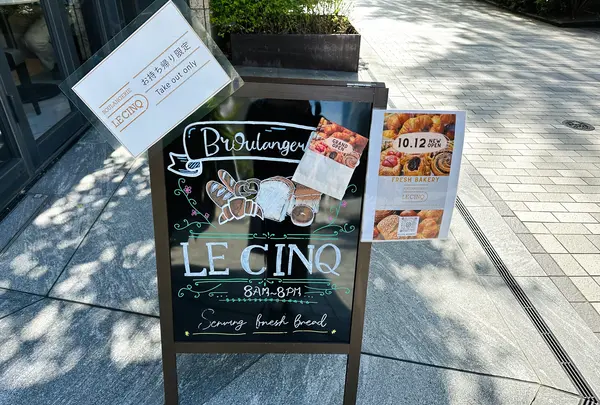 BOULANGERIE
LE CINQ
お持ち帰り限定
Take out only
Boulanger
GRAND
OPEN
LE CINQ
8AM~8PM
Serving fresh Bread
10.12 NEW OPEN
FRESH BAKERY
LE CINQ